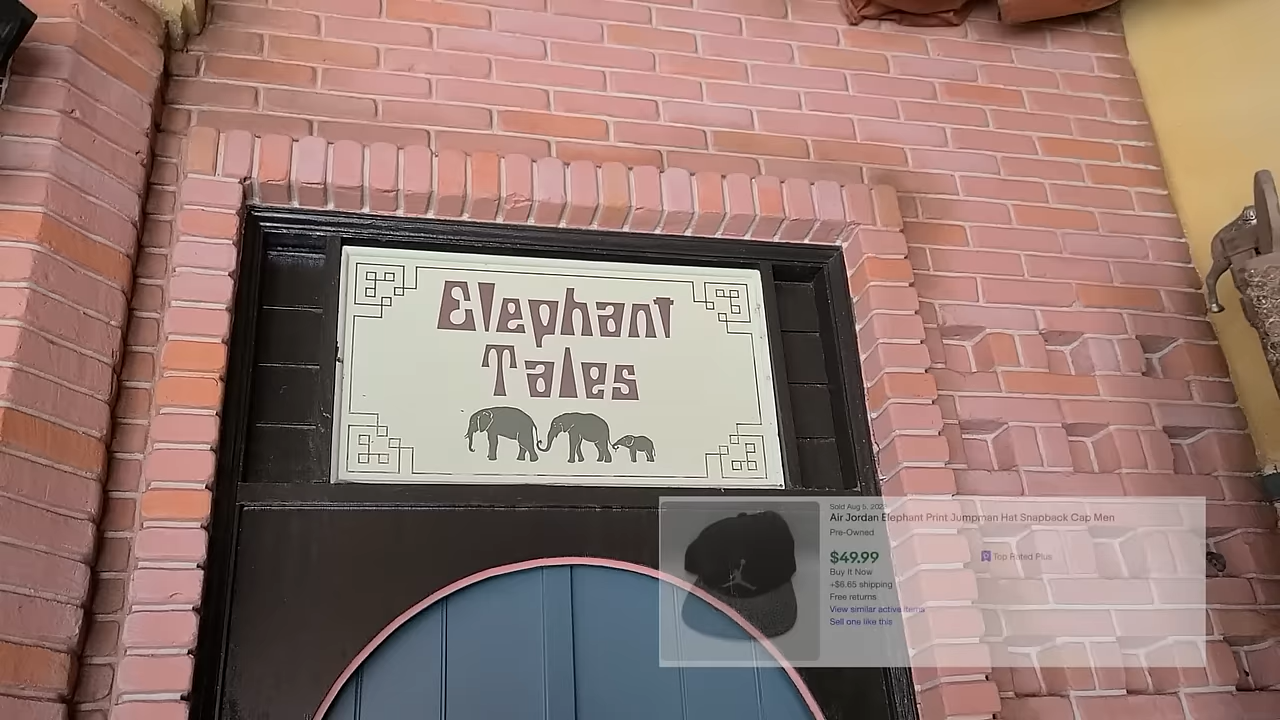 Elephant
Tales
Sold Aug 5, 202
Air Jordan Elephant Print Jumpman Hat Snapback Cap Men
Pre-Owned
$49.99
Top Rated Plus
Buy It Now
+$6.65 shipping
Free returns
View similar active items
Sell one like this